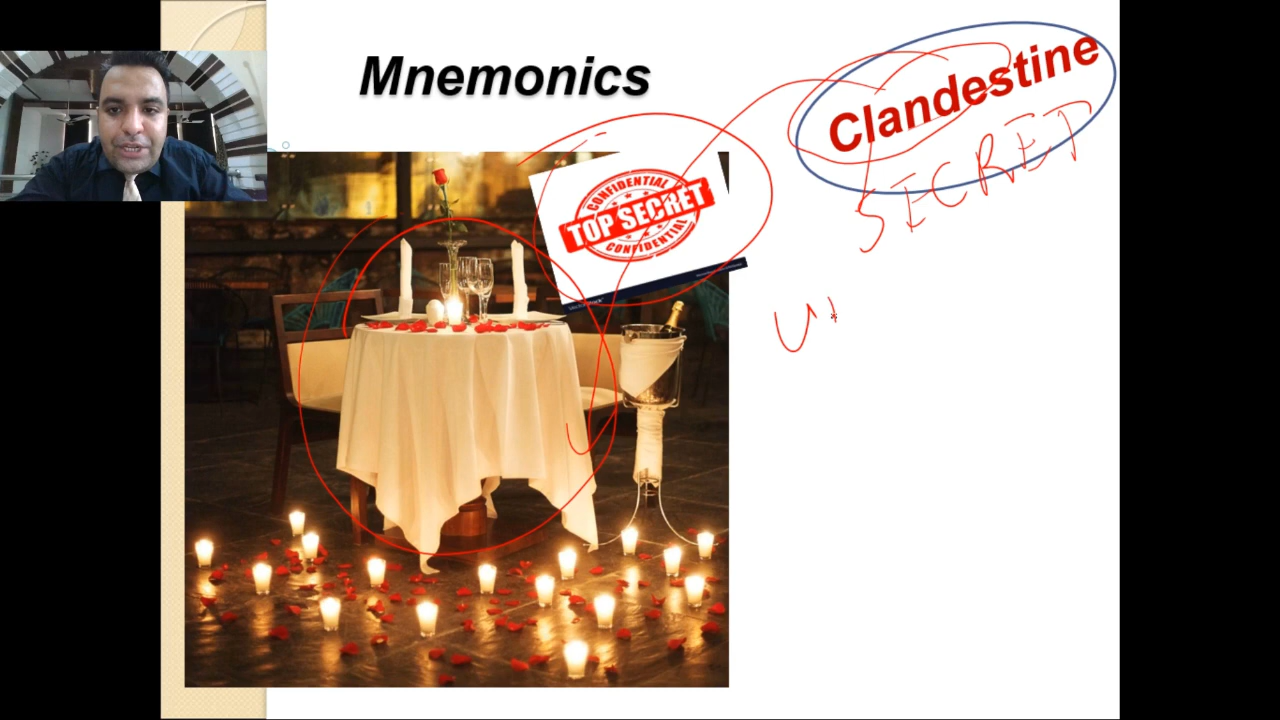 Mnemonics
Clandestine
SECRET
CONFIDENTIAL
TOP SECRET
CONFIDENTIAL